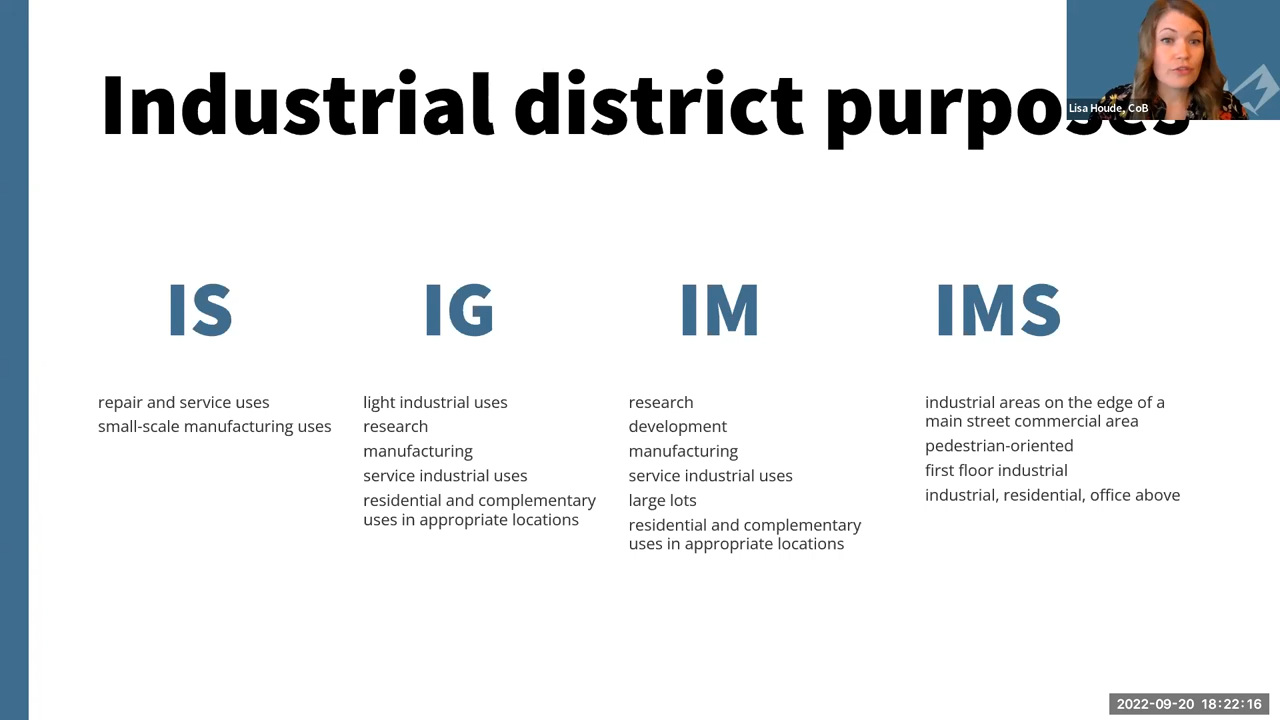 Industrial district purposes
Lisa Houde, CoB
IS
IG
IM
IMS
repair and service uses
small-scale manufacturing uses
light industrial uses
research
manufacturing
service industrial uses
residential and complementary
uses in appropriate locations
research
development
manufacturing
service industrial uses
large lots
residential and complementary
uses in appropriate locations
industrial areas on the edge of a
main street commercial area
pedestrian-oriented
first floor industrial
industrial, residential, office above
2022-09-20 18:22:16